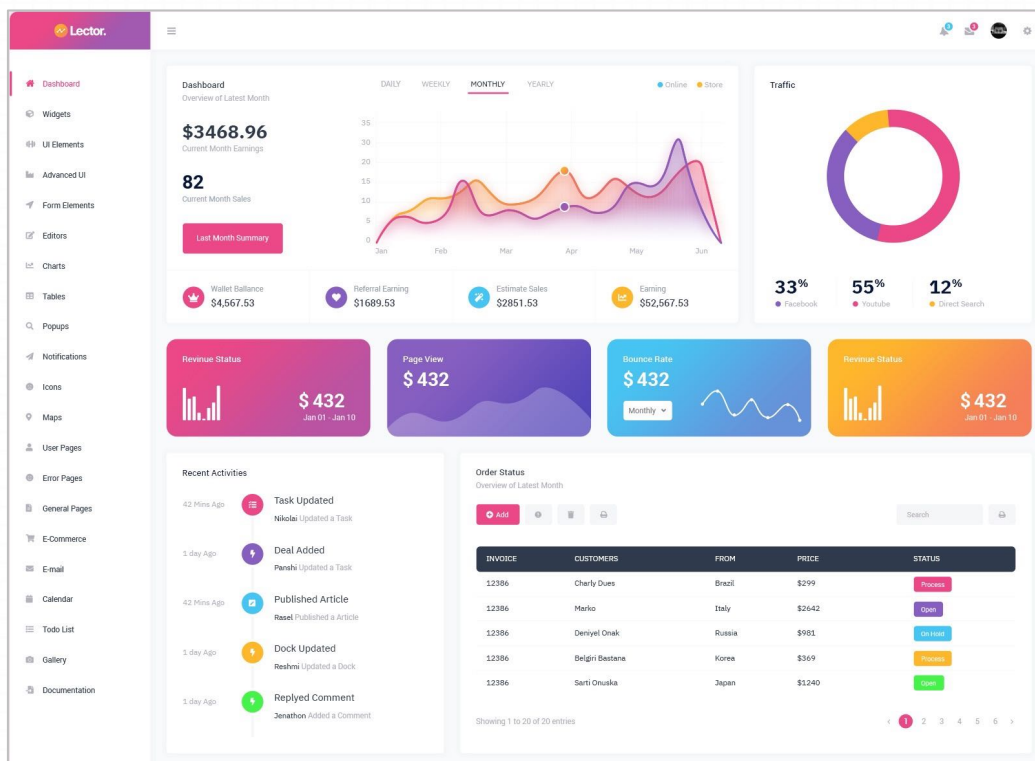 Lector.
3
3
Dashboard
Widgets
UI Elements
Advanced UI
Form Elements
Editors
Charts
Tables
Popups
Notifications
Icons
Maps
User Pages
Error Pages
General Pages
E-Commerce
E-mail
Calendar
Todo List
Gallery
Documentation
Dashboard
Overview of Latest Month
$3468.96
Current Month Earnings
82
Current Month Sales
Last Month Summary
DAILY WEEKLY MONTHLY YEARLY
Online Store
35
30
20
15
10
5
0
Jan Feb Mar Apr May Jun
Wallet Ballance
$4,567.53
Referral Earning
$1689.53
Estimate Sales
$2851.53
Earning
$52,567.53
Traffic
33% 55% 12%
Facebook Youtube Direct Search
Revinue Status
$ 432
Jan 01 - Jan 10
Page View
$ 432
Bounce Rate
$ 432
Monthly
Revinue Status
$ 432
Jan 01 - Jan 10
Recent Activities
42 Mins Ago Task Updated
Nikolai Updated a Task
1 day Ago Deal Added
Panshi Updated a Task
42 Mins Ago Published Article
Rasel Published a Article
1 day Ago Dock Updated
Reshmi Updated a Dock
1 day Ago Replyed Comment
Jenathon Added a Comment
Order Status
Overview of Latest Month
Add Search
INVOICE CUSTOMERS FROM PRICE STATUS
12386 Charly Dues Brazil $299 Process
12386 Marko Italy $2642 Open
12386 Deniyel Onak Russia $981 On Hold
12386 Belgiri Bastana Korea $369 Process
12386 Sarti Onuska Japan $1240 Open
Showing 1 to 20 of 20 entries
‹ 1 2 3 4 5 6 ›